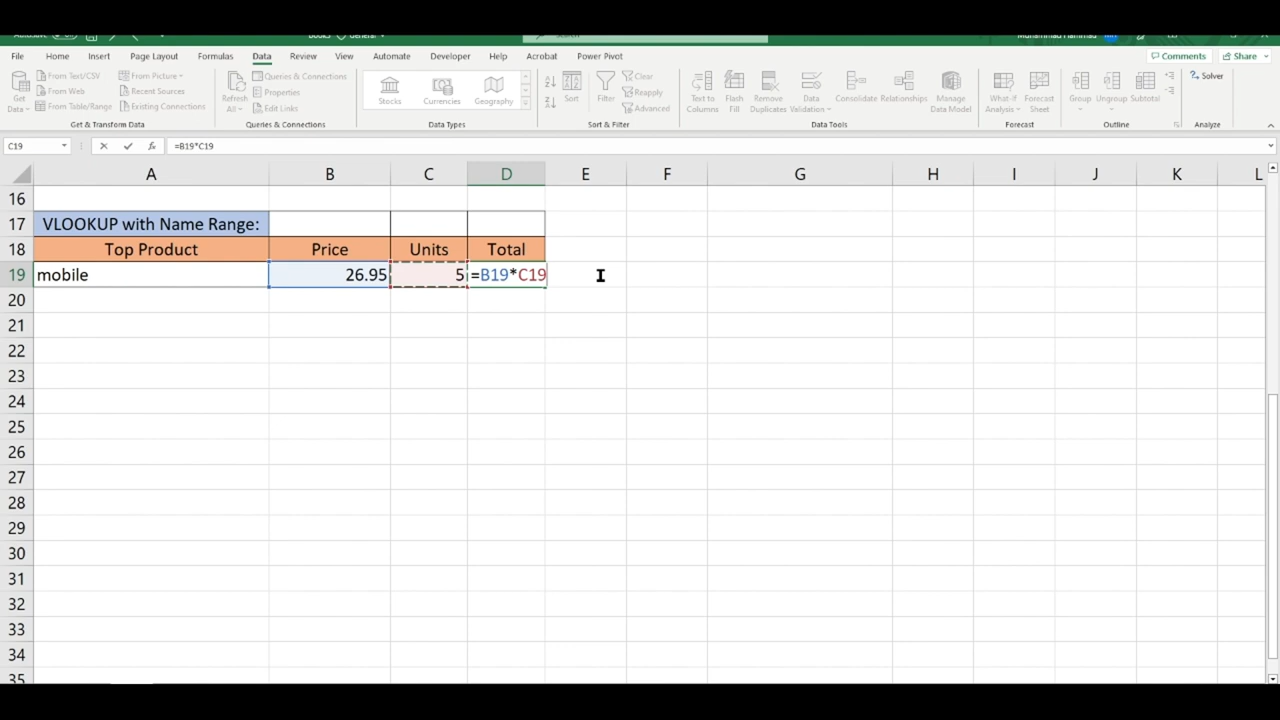 File Home Insert Page Layout Formulas Data Review View Automate Developer Help Acrobat Power Pivot Comments Share
Get Data From Text/CSV From Web From Table/Range From Picture Recent Sources Existing Connections
Refresh All Queries & Connections Properties Edit Links
Stocks Currencies Geography
Sort Filter Clear Reapply Advanced
Text to Columns Flash Fill Remove Duplicates Data Validation Consolidate Relationships Manage Data Model
What-If Analysis Forecast Sheet
Group Ungroup Subtotal
Solver
Get & Transform Data Queries & Connections Data Types Sort & Filter Data Tools Forecast Outline Analyze
C19 fx =B19*C19
A B C D E F G H I J K L
16
17 VLOOKUP with Name Range:
18 Top Product Price Units Total
19 mobile 26.95 5 =B19*C19
20
21
22
23
24
25
26
27
28
29
30
31
32
33
34
35